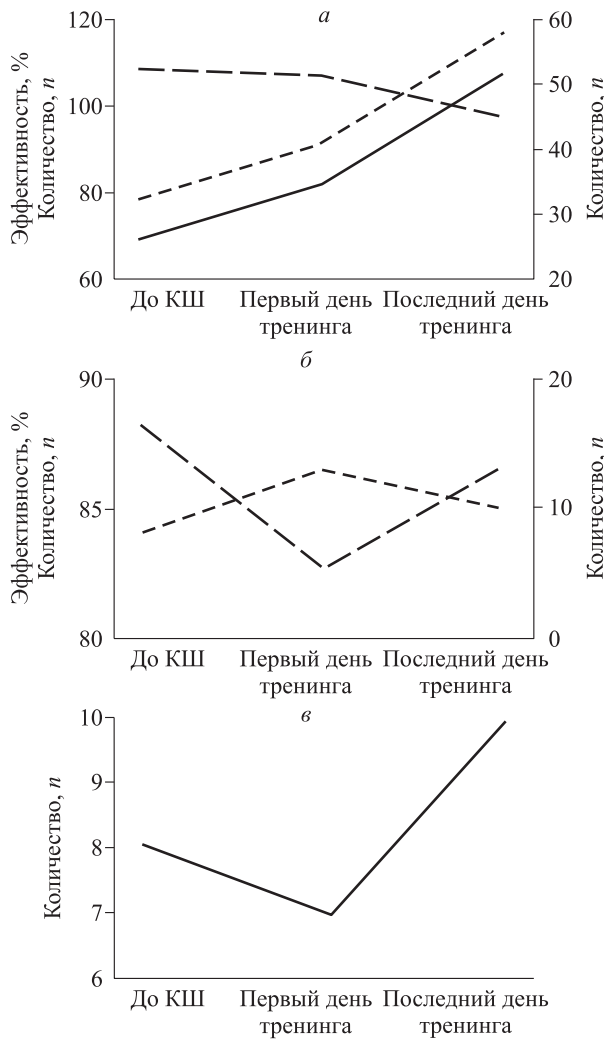 а
120
100
80
60
Эффективность, %
Количество, n
60
50
40
30
20
Количество, n
До КШ
Первый день
тренинга
Последний день
тренинга
б
90
85
80
Эффективность, %
Количество, n
20
10
0
Количество, n
До КШ
Первый день
тренинга
Последний день
тренинга
в
10
9
8
7
6
Количество, n
До КШ
Первый день
тренинга
Последний день
тренинга